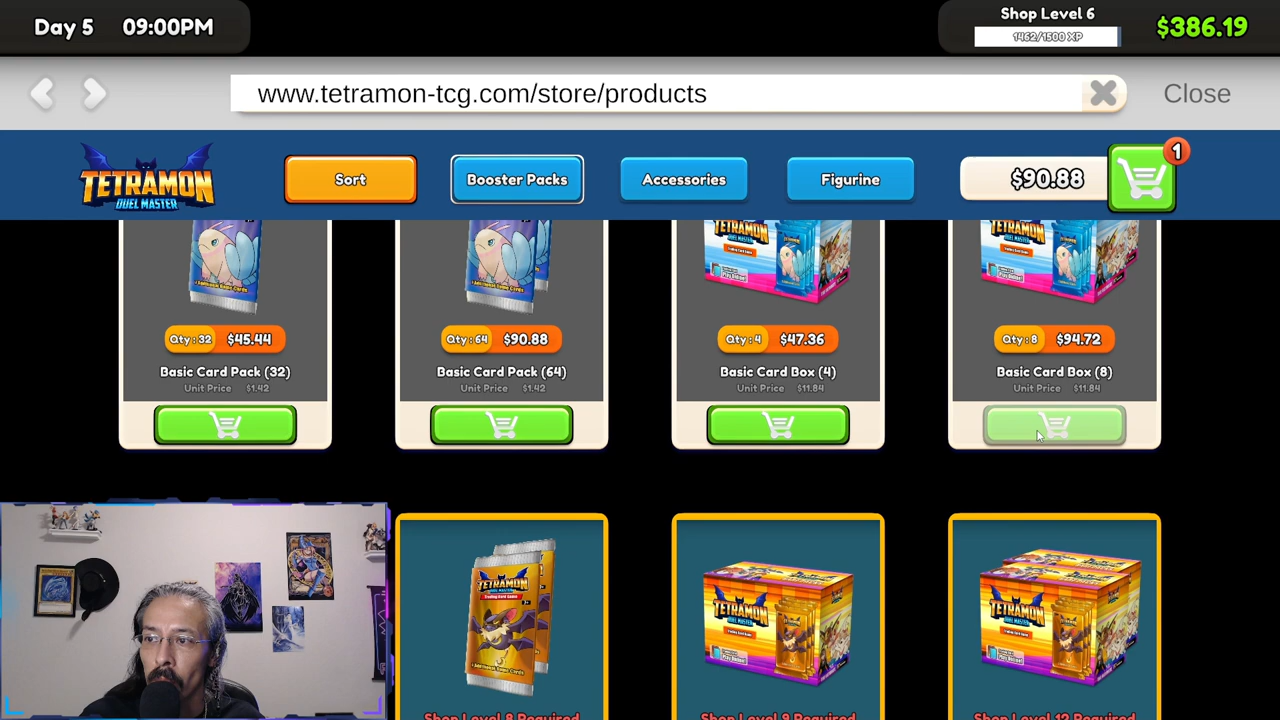 Day 5 09:00PM
Shop Level 6
1462/1500 XP
$386.19
www.tetramon-tcg.com/store/products
Close
TETRAMON
DUEL MASTER
Sort
Booster Packs
Accessories
Figurine
$90.88
1
Qty : 32 $45.44
Basic Card Pack (32)
Unit Price $1.42
Qty : 64 $90.88
Basic Card Pack (64)
Unit Price $1.42
Qty : 4 $47.36
Basic Card Box (4)
Unit Price $11.84
Qty : 8 $94.72
Basic Card Box (8)
Unit Price $11.84
TETRAMON
TETRAMON
TETRAMON
Shop Level 8 Required
Shop Level 9 Required
Shop Level 12 Required